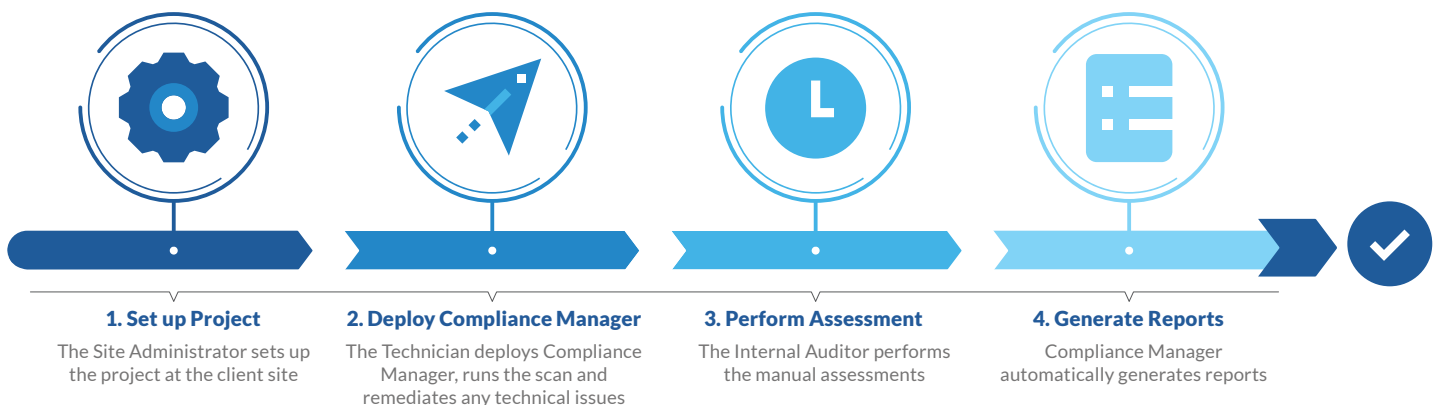 1. Set up Project
The Site Administrator sets up
the project at the client site
2. Deploy Compliance Manager
The Technician deploys Compliance
Manager, runs the scan and
remediates any technical issues
3. Perform Assessment
The Internal Auditor performs
the manual assessments
4. Generate Reports
Compliance Manager
automatically generates reports